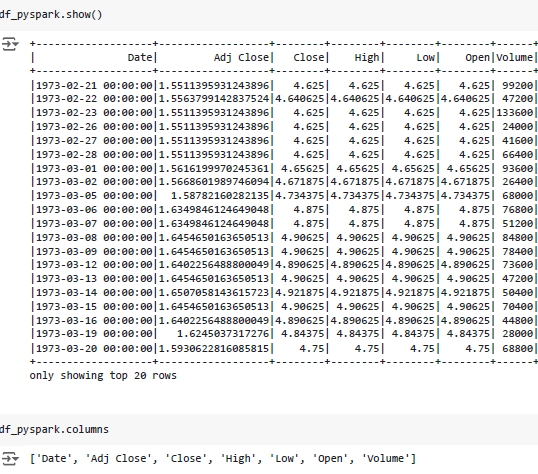 df_pyspark.show()
+-------------------+------------------+--------+--------+--------+--------+------+
|               Date|         Adj Close|   Close|    High|     Low|    Open|Volume|
+-------------------+------------------+--------+--------+--------+--------+------+
|1973-02-21 00:00:00|1.5511395931243896|   4.625|   4.625|   4.625|   4.625| 99200|
|1973-02-22 00:00:00|1.5563799142837524|4.640625|4.640625|4.640625|4.640625| 47200|
|1973-02-23 00:00:00|1.5511395931243896|   4.625|   4.625|   4.625|   4.625|133600|
|1973-02-26 00:00:00|1.5511395931243896|   4.625|   4.625|   4.625|   4.625| 24000|
|1973-02-27 00:00:00|1.5511395931243896|   4.625|   4.625|   4.625|   4.625| 41600|
|1973-02-28 00:00:00|1.5511395931243896|   4.625|   4.625|   4.625|   4.625| 66400|
|1973-03-01 00:00:00|1.5616199970245361| 4.65625| 4.65625| 4.65625| 4.65625| 93600|
|1973-03-02 00:00:00|1.5668601989746094|4.671875|4.671875|4.671875|4.671875| 26400|
|1973-03-05 00:00:00|  1.58782160282135|4.734375|4.734375|4.734375|4.734375| 68000|
|1973-03-06 00:00:00|1.6349846124649048|   4.875|   4.875|   4.875|   4.875| 76800|
|1973-03-07 00:00:00|1.6349846124649048|   4.875|   4.875|   4.875|   4.875| 51200|
|1973-03-08 00:00:00|1.6454650163650513| 4.90625| 4.90625| 4.90625| 4.90625| 84800|
|1973-03-09 00:00:00|1.6454650163650513| 4.90625| 4.90625| 4.90625| 4.90625| 78400|
|1973-03-12 00:00:00|1.6402256488800049|4.890625|4.890625|4.890625|4.890625| 73600|
|1973-03-13 00:00:00|1.6454650163650513| 4.90625| 4.90625| 4.90625| 4.90625| 47200|
|1973-03-14 00:00:00|1.6507058143615723|4.921875|4.921875|4.921875|4.921875| 50400|
|1973-03-15 00:00:00|1.6454650163650513| 4.90625| 4.90625| 4.90625| 4.90625| 70400|
|1973-03-16 00:00:00|1.6402256488800049|4.890625|4.890625|4.890625|4.890625| 44800|
|1973-03-19 00:00:00|   1.6245037317276| 4.84375| 4.84375| 4.84375| 4.84375| 28000|
|1973-03-20 00:00:00|1.5930622816085815|    4.75|    4.75|    4.75|    4.75| 68800|
+-------------------+------------------+--------+--------+--------+--------+------+
only showing top 20 rows
df_pyspark.columns
['Date', 'Adj Close', 'Close', 'High', 'Low', 'Open', 'Volume']